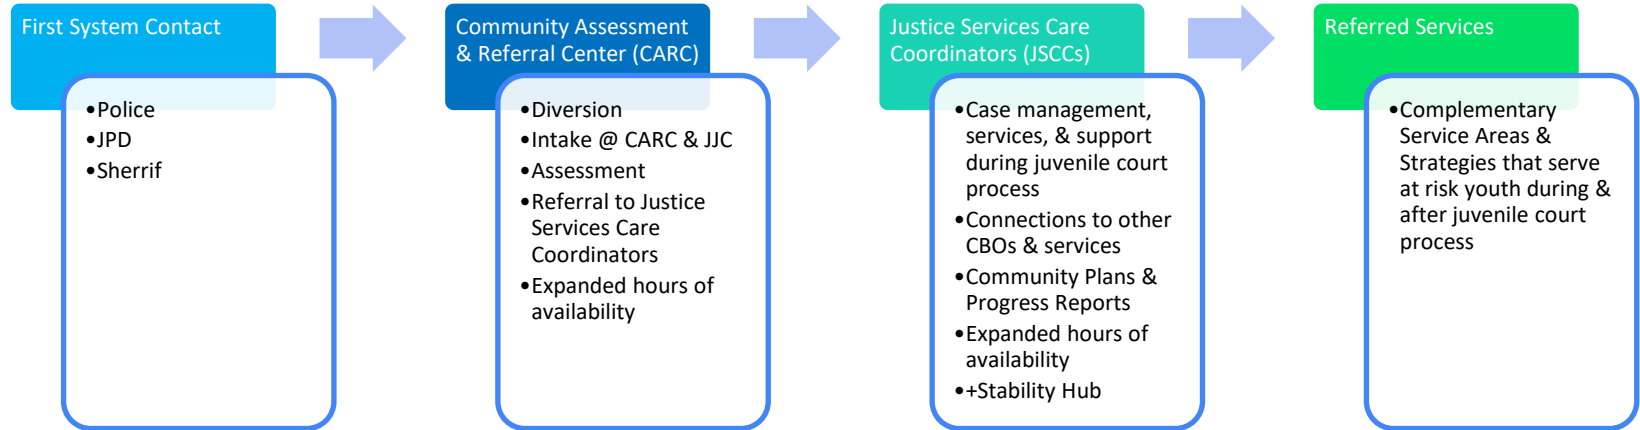 First System Contact
•Police
•JPD
•Sherrif
Community Assessment
& Referral Center (CARC)
•Diversion
•Intake @ CARC & JJC
•Assessment
•Referral to Justice
Services Care
Coordinators
•Expanded hours of
availability
Justice Services Care
Coordinators (JSCCs)
•Case management,
services, & support
during juvenile court
process
•Connections to other
CBOs & services
•Community Plans &
Progress Reports
•Expanded hours of
availability
•+Stability Hub
Referred Services
•Complementary
Service Areas &
Strategies that serve
at risk youth during &
after juvenile court
process